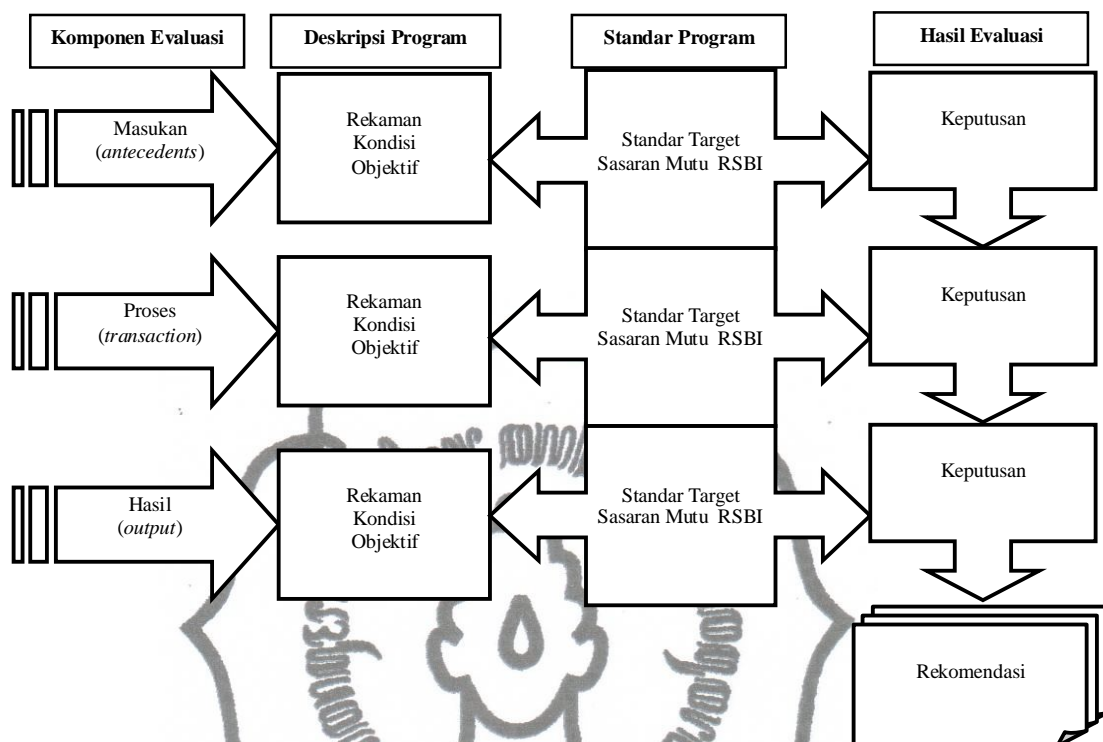 Komponen Evaluasi
Deskripsi Program
Standar Program
Hasil Evaluasi
Masukan
(antecedents)
Rekaman
Kondisi
Objektif
Standar Target
Sasaran Mutu RSBI
Keputusan
Proses
(transaction)
Rekaman
Kondisi
Objektif
Standar Target
Sasaran Mutu RSBI
Keputusan
Hasil
(output)
Rekaman
Kondisi
Objektif
Standar Target
Sasaran Mutu RSBI
Keputusan
Rekomendasi